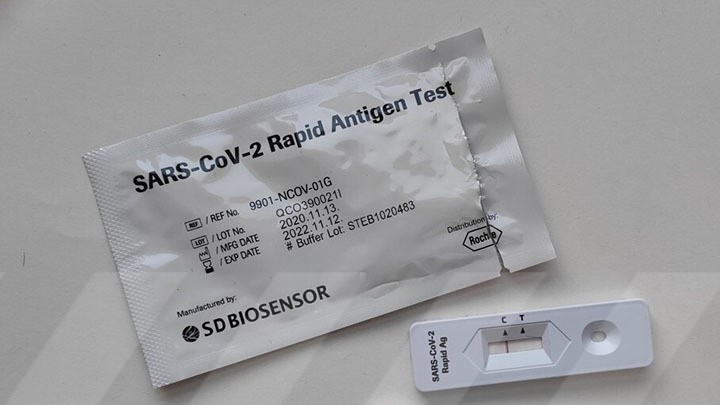 SARS-CoV-2 Rapid Antigen Test
REF / REF No. 9901-NCOV-01G
LOT / LOT No. QCO390021I
/ MFG DATE 2020.11.13.
/ EXP DATE 2022.11.12.
# Buffer Lot: STEB1020483
Distribution by:
Roche
Manufactured by:
SD BIOSENSOR
C T
SARS-CoV-2
Rapid Ag